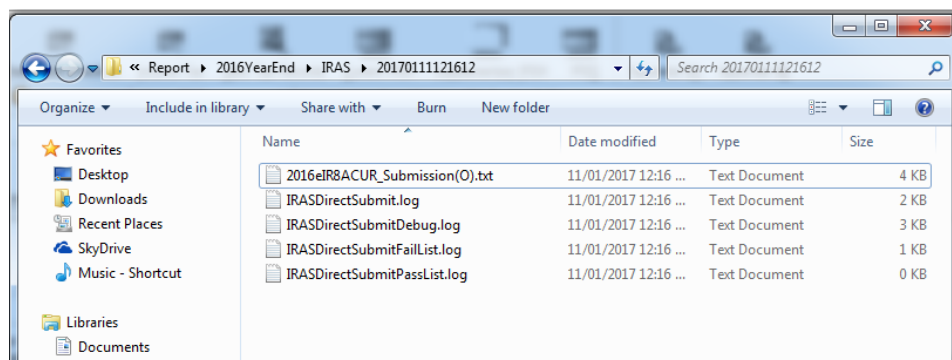 « Report ▸ 2016YearEnd ▸ IRAS ▸ 20170111121612
Search 20170111121612
Organize ▾ Include in library ▾ Share with ▾ Burn New folder
Favorites
Desktop
Downloads
Recent Places
SkyDrive
Music - Shortcut
Libraries
Documents
Name Date modified Type Size
2016eIR8ACUR_Submission(O).txt 11/01/2017 12:16 ... Text Document 4 KB
IRASDirectSubmit.log 11/01/2017 12:16 ... Text Document 2 KB
IRASDirectSubmitDebug.log 11/01/2017 12:16 ... Text Document 3 KB
IRASDirectSubmitFailList.log 11/01/2017 12:16 ... Text Document 1 KB
IRASDirectSubmitPassList.log 11/01/2017 12:16 ... Text Document 0 KB